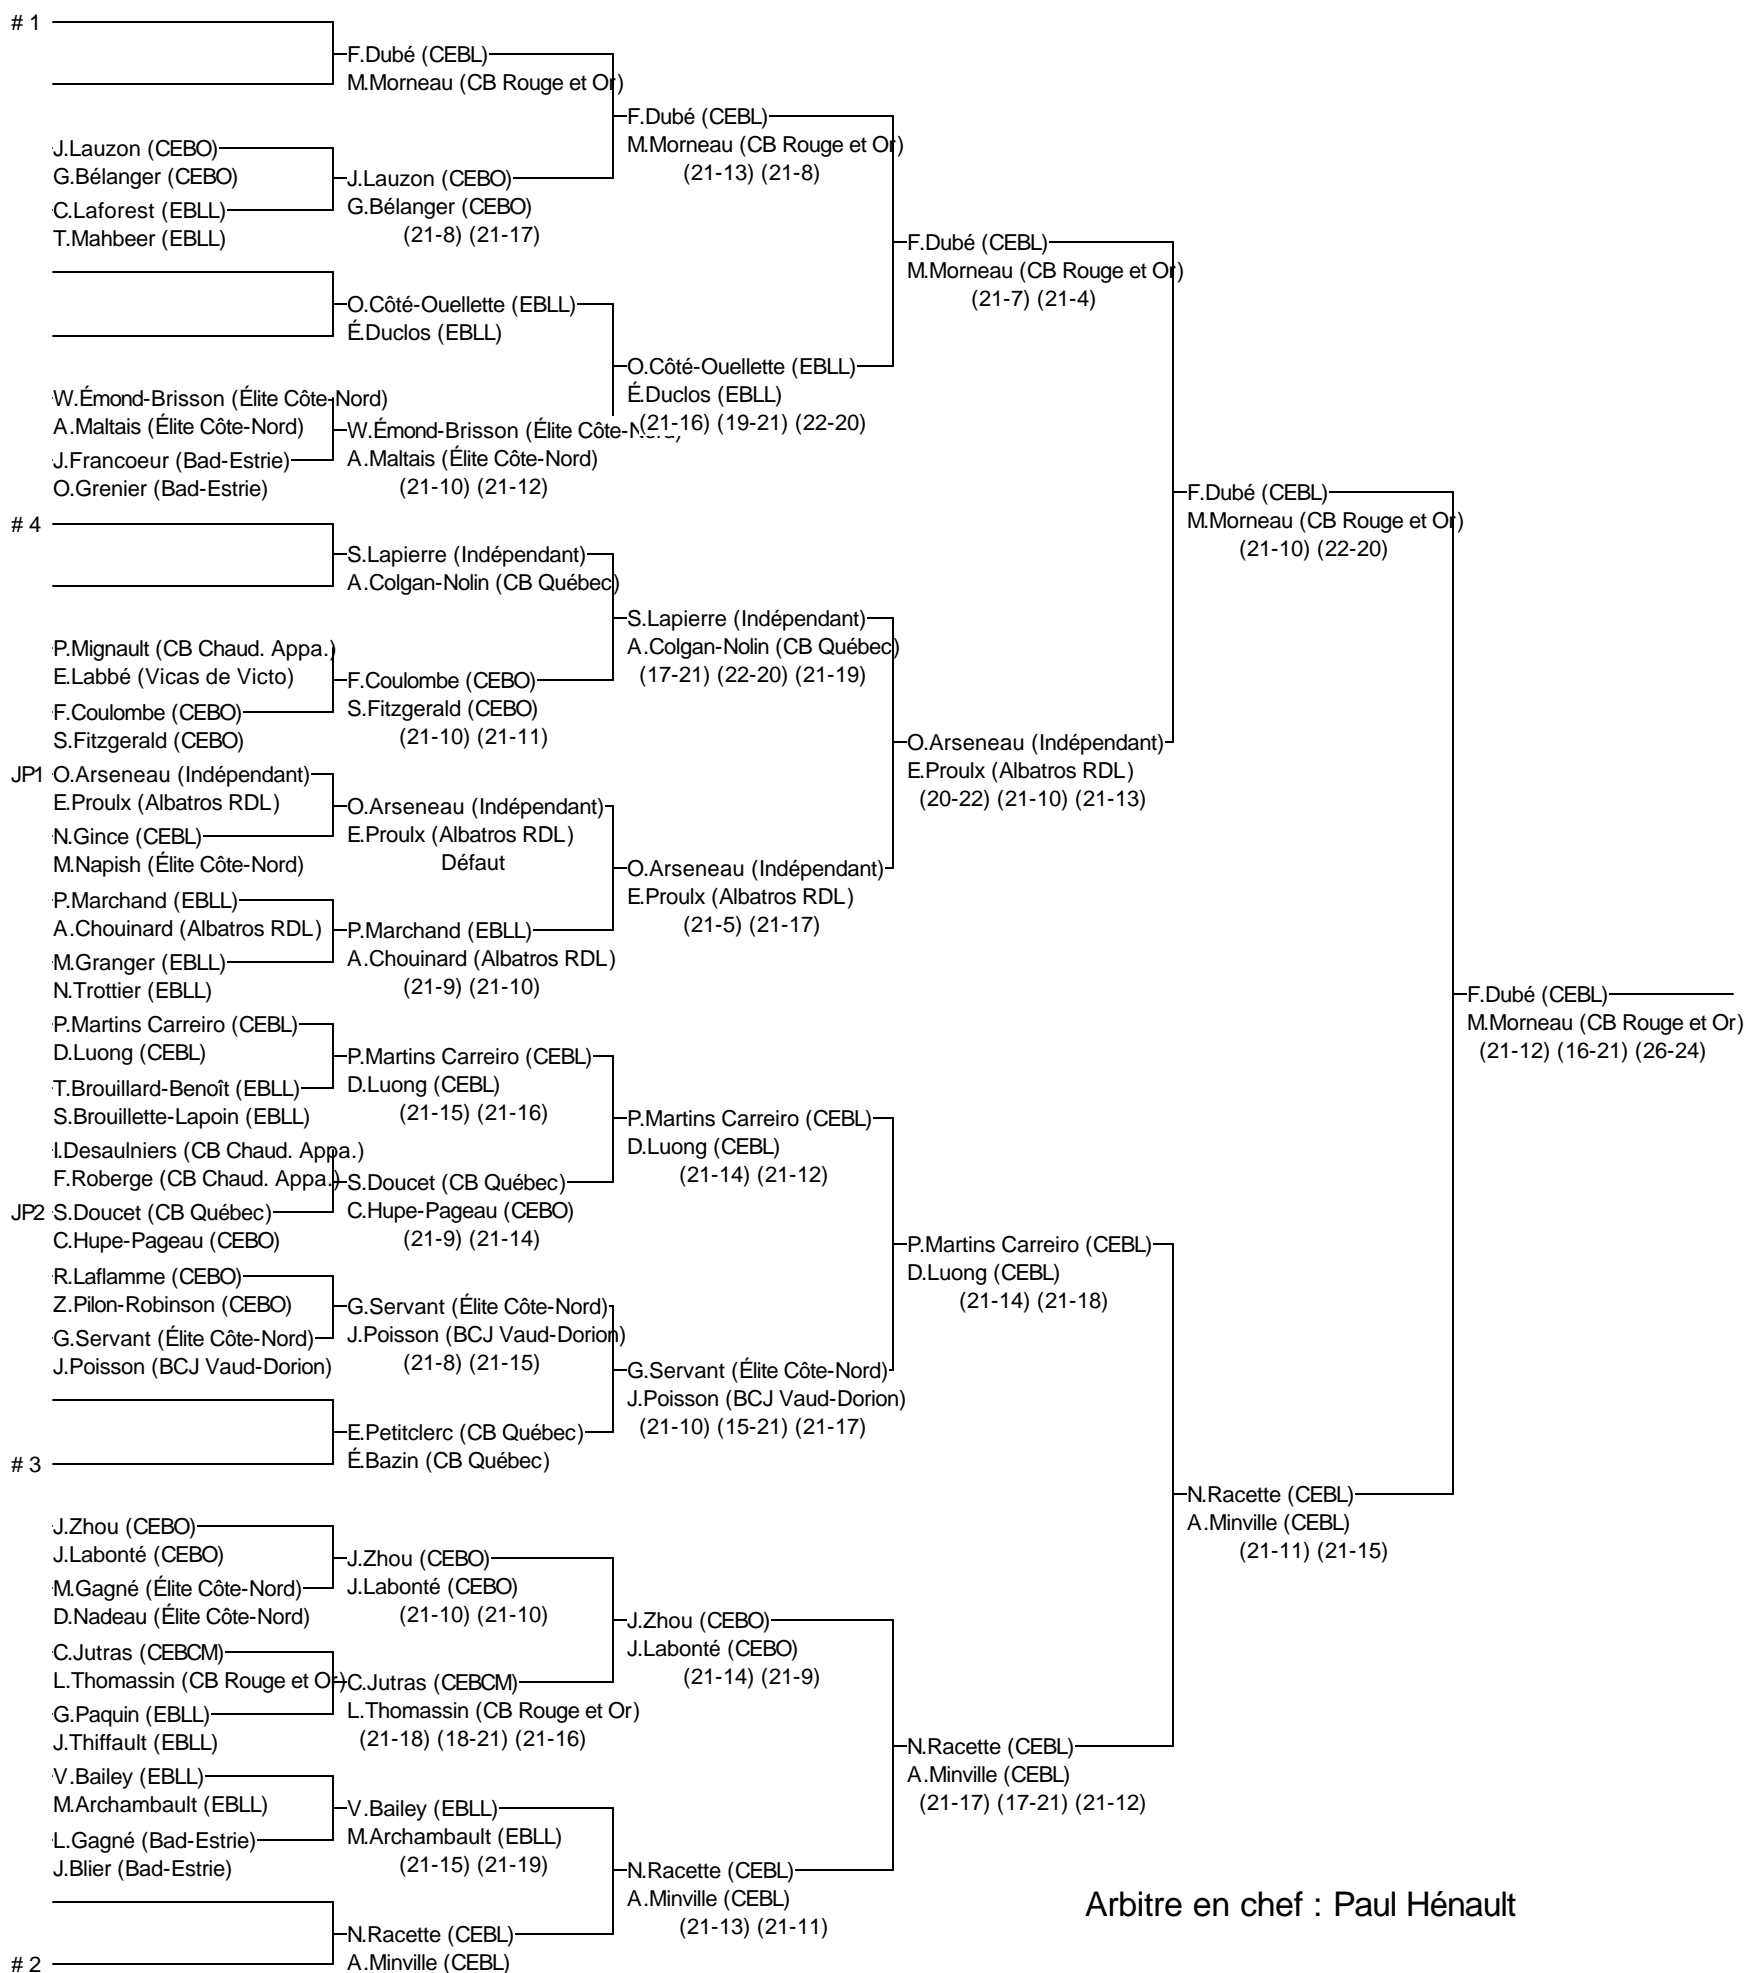 # 1
F.Dubé (CEBL)
M.Morneau (CB Rouge et Or)
F.Dubé (CEBL)
M.Morneau (CB Rouge et Or)
(21-13) (21-8)
J.Lauzon (CEBO)
G.Bélanger (CEBO)
J.Lauzon (CEBO)
G.Bélanger (CEBO)
(21-8) (21-17)
C.Laforest (EBLL)
T.Mahbeer (EBLL)
F.Dubé (CEBL)
M.Morneau (CB Rouge et Or)
(21-7) (21-4)
O.Côté-Ouellette (EBLL)
É.Duclos (EBLL)
O.Côté-Ouellette (EBLL)
É.Duclos (EBLL)
(21-16) (19-21) (22-20)
W.Émond-Brisson (Élite Côte-Nord)
A.Maltais (Élite Côte-Nord)
W.Émond-Brisson (Élite Côte-Nord)
A.Maltais (Élite Côte-Nord)
(21-10) (21-12)
J.Francoeur (Bad-Estrie)
O.Grenier (Bad-Estrie)
F.Dubé (CEBL)
M.Morneau (CB Rouge et Or)
(21-10) (22-20)
# 4
S.Lapierre (Indépendant)
A.Colgan-Nolin (CB Québec)
S.Lapierre (Indépendant)
A.Colgan-Nolin (CB Québec)
(17-21) (22-20) (21-19)
P.Mignault (CB Chaud. Appa.)
E.Labbé (Vicas de Victo)
F.Coulombe (CEBO)
S.Fitzgerald (CEBO)
(21-10) (21-11)
F.Coulombe (CEBO)
S.Fitzgerald (CEBO)
O.Arseneau (Indépendant)
E.Proulx (Albatros RDL)
(20-22) (21-10) (21-13)
JP1 O.Arseneau (Indépendant)
E.Proulx (Albatros RDL)
O.Arseneau (Indépendant)
E.Proulx (Albatros RDL)
Défaut
N.Gince (CEBL)
M.Napish (Élite Côte-Nord)
O.Arseneau (Indépendant)
E.Proulx (Albatros RDL)
(21-5) (21-17)
P.Marchand (EBLL)
A.Chouinard (Albatros RDL)
P.Marchand (EBLL)
A.Chouinard (Albatros RDL)
(21-9) (21-10)
M.Granger (EBLL)
N.Trottier (EBLL)
F.Dubé (CEBL)
M.Morneau (CB Rouge et Or)
(21-12) (16-21) (26-24)
P.Martins Carreiro (CEBL)
D.Luong (CEBL)
P.Martins Carreiro (CEBL)
D.Luong (CEBL)
(21-15) (21-16)
T.Brouillard-Benoît (EBLL)
S.Brouillette-Lapoin (EBLL)
P.Martins Carreiro (CEBL)
D.Luong (CEBL)
(21-14) (21-12)
I.Desaulniers (CB Chaud. Appa.)
F.Roberge (CB Chaud. Appa.)
S.Doucet (CB Québec)
C.Hupe-Pageau (CEBO)
(21-9) (21-14)
JP2 S.Doucet (CB Québec)
C.Hupe-Pageau (CEBO)
P.Martins Carreiro (CEBL)
D.Luong (CEBL)
(21-14) (21-18)
R.Laflamme (CEBO)
Z.Pilon-Robinson (CEBO)
G.Servant (Élite Côte-Nord)
J.Poisson (BCJ Vaud-Dorion)
(21-8) (21-15)
G.Servant (Élite Côte-Nord)
J.Poisson (BCJ Vaud-Dorion)
G.Servant (Élite Côte-Nord)
J.Poisson (BCJ Vaud-Dorion)
(21-10) (15-21) (21-17)
E.Petitclerc (CB Québec)
É.Bazin (CB Québec)
# 3
N.Racette (CEBL)
A.Minville (CEBL)
(21-11) (21-15)
J.Zhou (CEBO)
J.Labonté (CEBO)
J.Zhou (CEBO)
J.Labonté (CEBO)
(21-10) (21-10)
M.Gagné (Élite Côte-Nord)
D.Nadeau (Élite Côte-Nord)
J.Zhou (CEBO)
J.Labonté (CEBO)
(21-14) (21-9)
C.Jutras (CEBCM)
L.Thomassin (CB Rouge et Or)
C.Jutras (CEBCM)
L.Thomassin (CB Rouge et Or)
(21-18) (18-21) (21-16)
G.Paquin (EBLL)
J.Thiffault (EBLL)
N.Racette (CEBL)
A.Minville (CEBL)
(21-17) (17-21) (21-12)
V.Bailey (EBLL)
M.Archambault (EBLL)
V.Bailey (EBLL)
M.Archambault (EBLL)
(21-15) (21-19)
L.Gagné (Bad-Estrie)
J.Blier (Bad-Estrie)
N.Racette (CEBL)
A.Minville (CEBL)
(21-13) (21-11)
N.Racette (CEBL)
A.Minville (CEBL)
# 2
Arbitre en chef : Paul Hénault